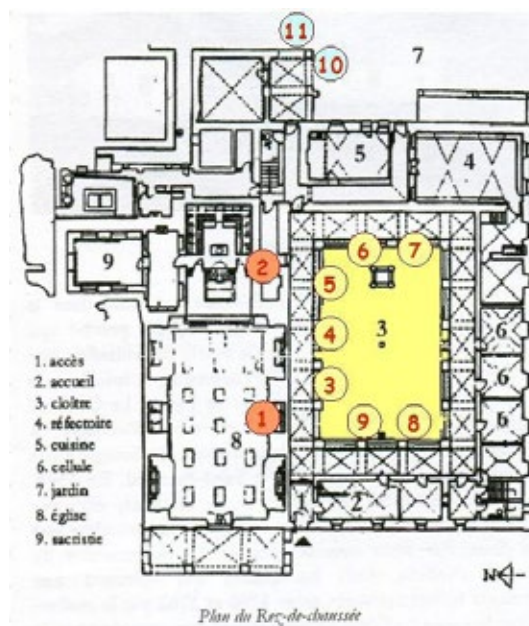 11
10
7
5
4
9
2
6
7
5
4
3
3
6
6
6
1. accès
2. accueil
3. cloître
4. réfectoire
5. cuisine
6. cellule
7. jardin
8. église
9. sacristie
1
8
9
8
2
N
Plan du Rez-de-chaussée